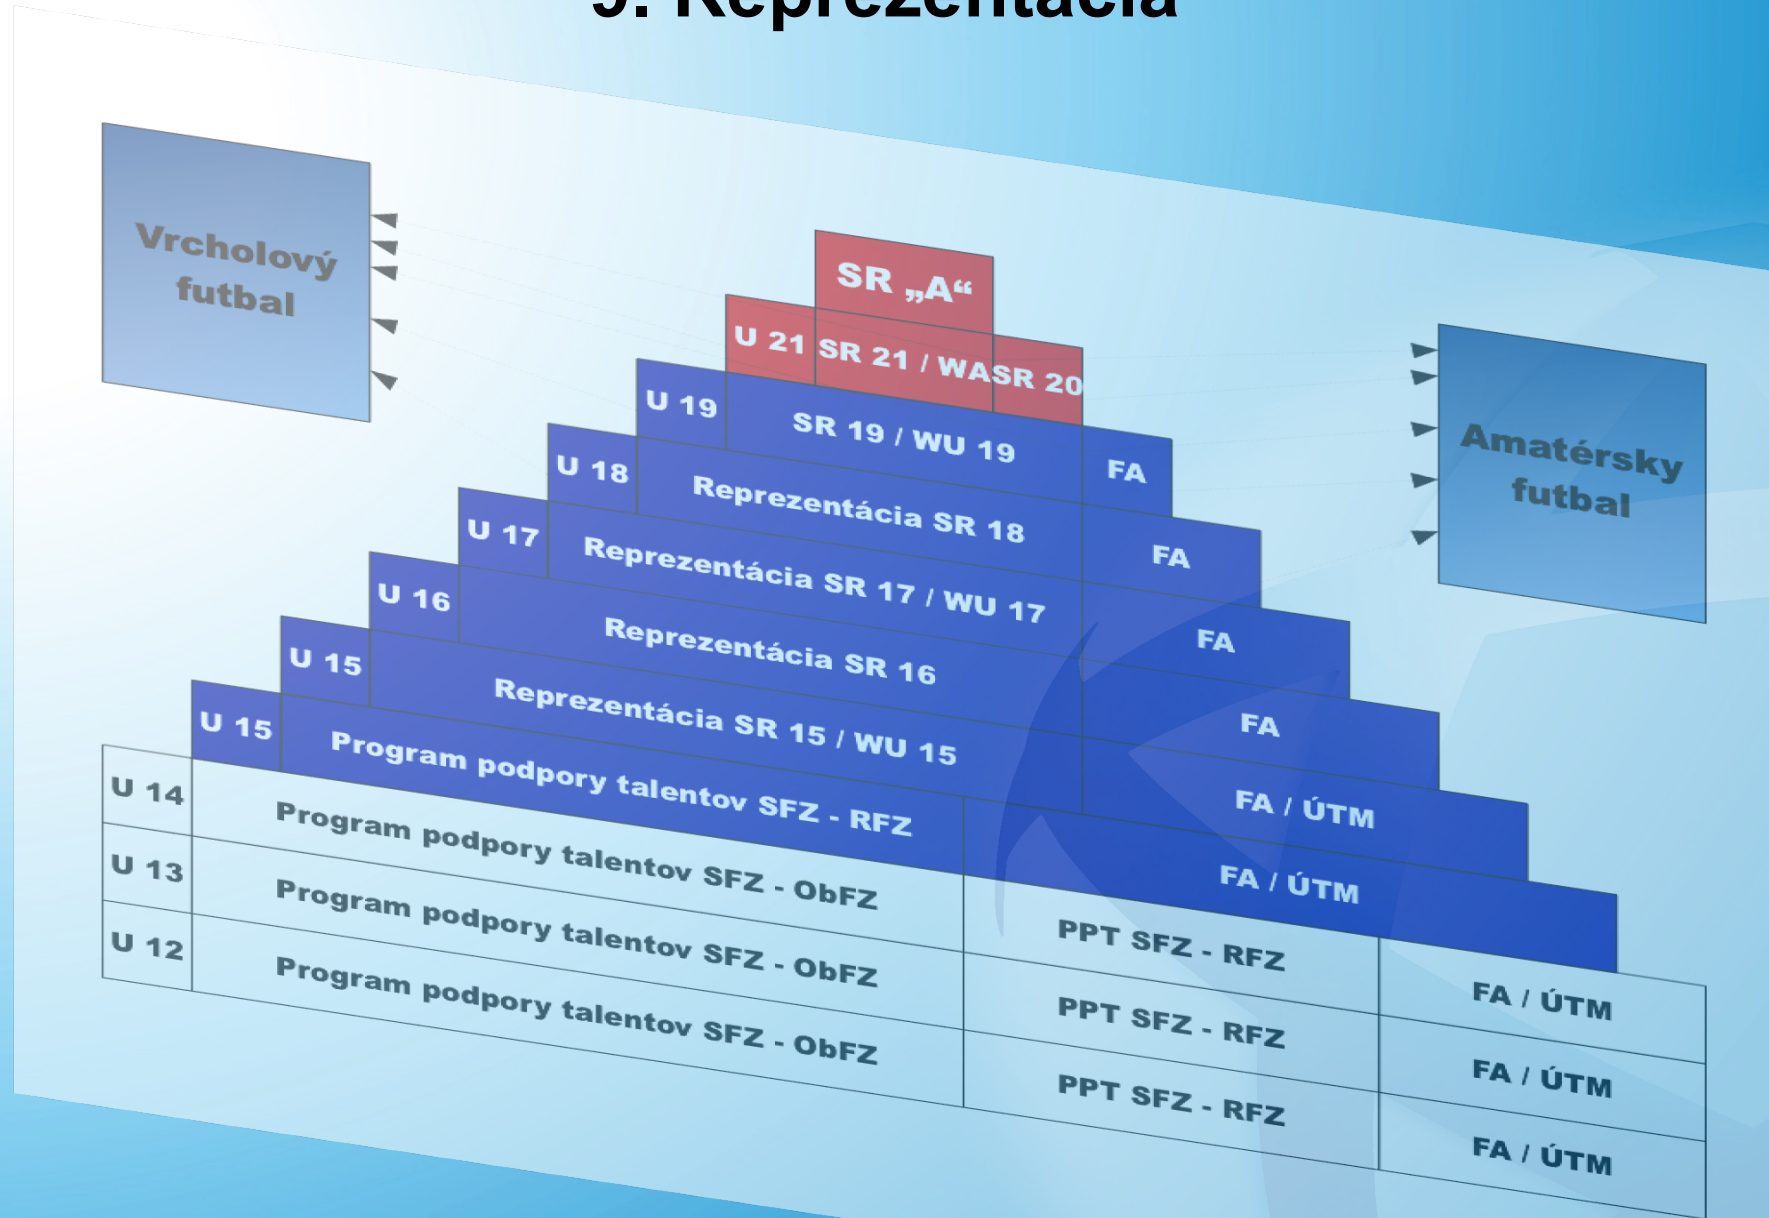 Reprezentácia
Vrcholový
futbal
SR „A“
U 21 SR 21 / WA SR 20
Amatérsky
futbal
U 19 SR 19 / WU 19 FA
U 18 Reprezentácia SR 18 FA
U 17 Reprezentácia SR 17 / WU 17 FA
U 16 Reprezentácia SR 16 FA
U 15 Reprezentácia SR 15 / WU 15 FA / ÚTM
U 15 Program podpory talentov SFZ - RFZ FA / ÚTM
U 14 Program podpory talentov SFZ - ObFZ PPT SFZ - RFZ FA / ÚTM
U 13 Program podpory talentov SFZ - ObFZ PPT SFZ - RFZ FA / ÚTM
U 12 Program podpory talentov SFZ - ObFZ PPT SFZ - RFZ FA / ÚTM